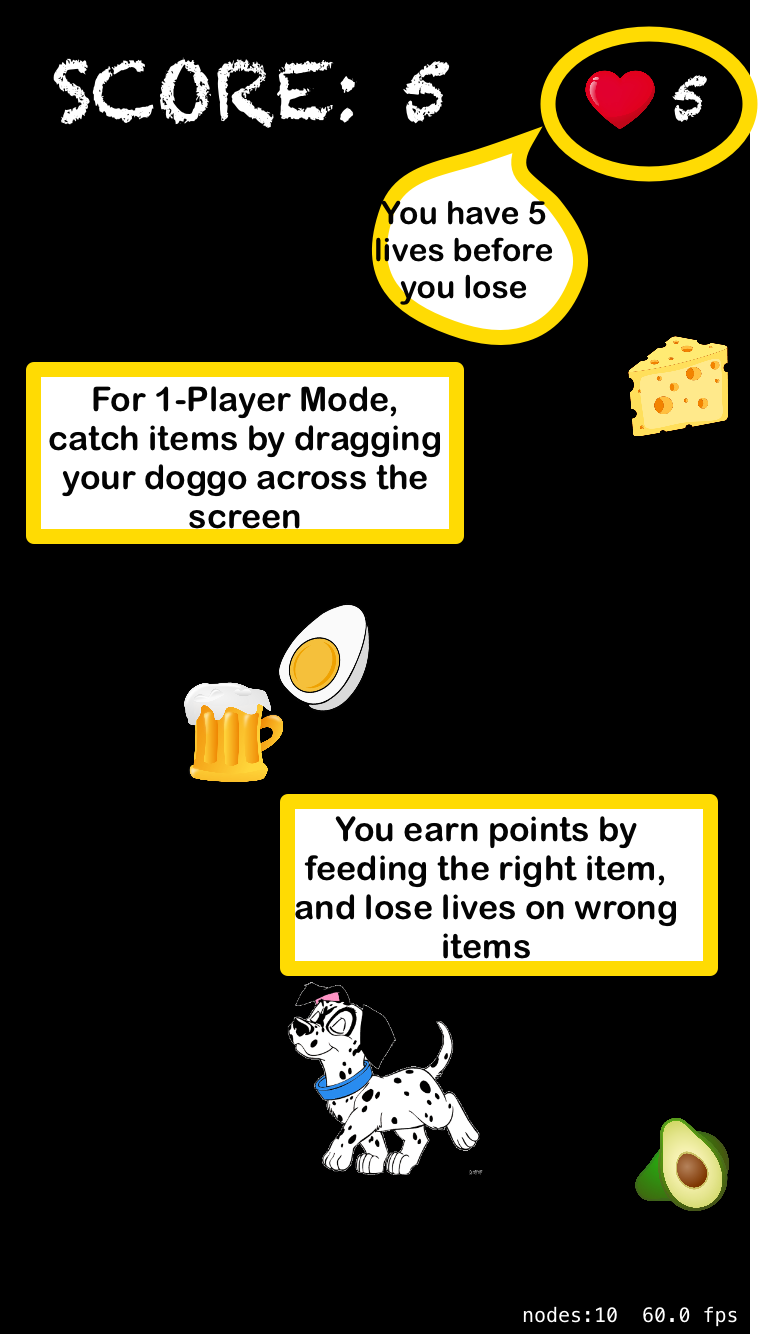 SCORE: 5
5
You have 5
lives before
you lose
For 1-Player Mode,
catch items by dragging
your doggo across the
screen
You earn points by
feeding the right item,
and lose lives on wrong
items
nodes:10 60.0 fps